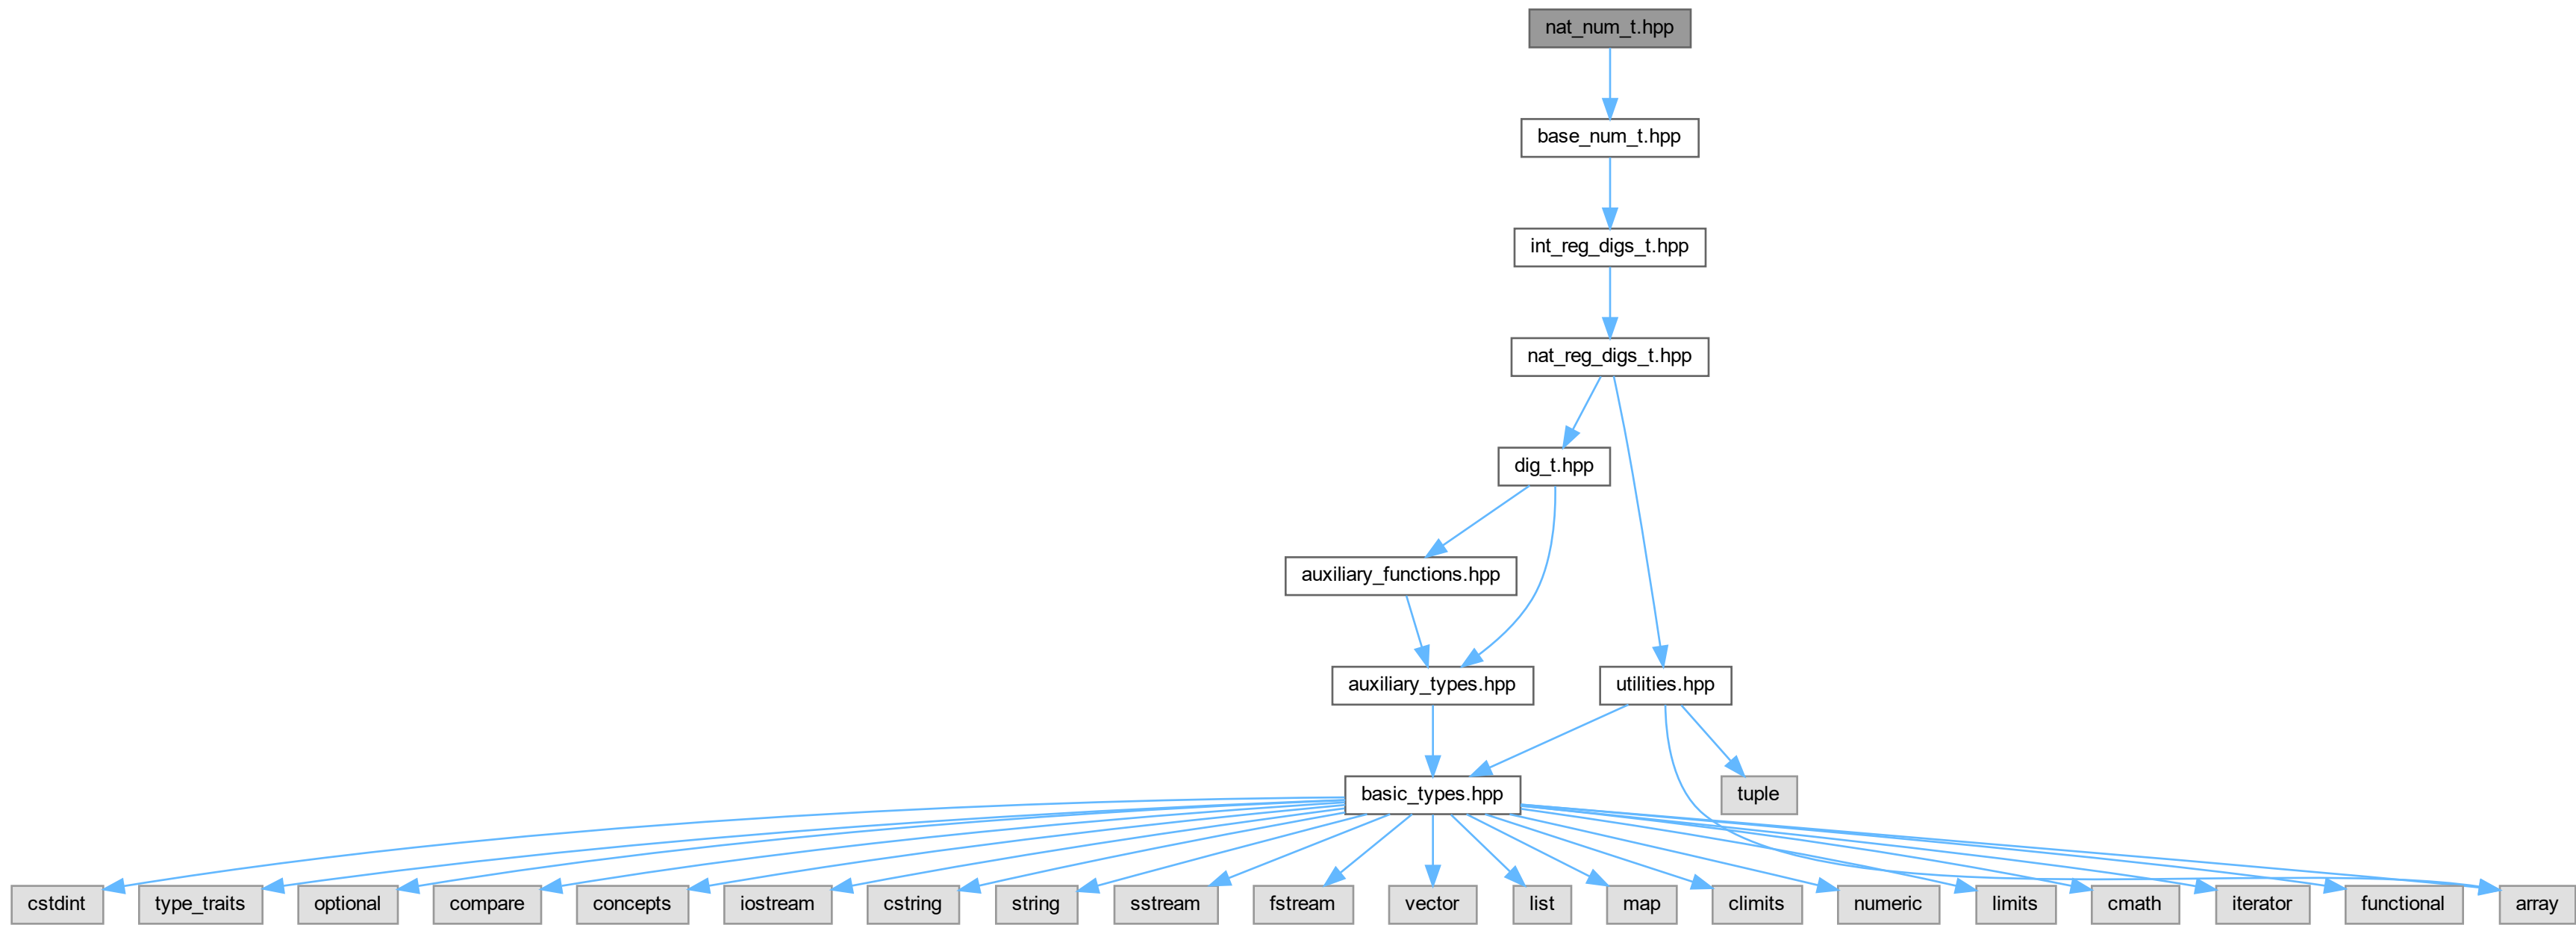 nat_num_t.hpp
base_num_t.hpp
int_reg_digs_t.hpp
nat_reg_digs_t.hpp
dig_t.hpp
auxiliary_functions.hpp
auxiliary_types.hpp
utilities.hpp
basic_types.hpp
tuple
cstdint
type_traits
optional
compare
concepts
iostream
cstring
string
sstream
fstream
vector
list
map
climits
numeric
limits
cmath
iterator
functional
array